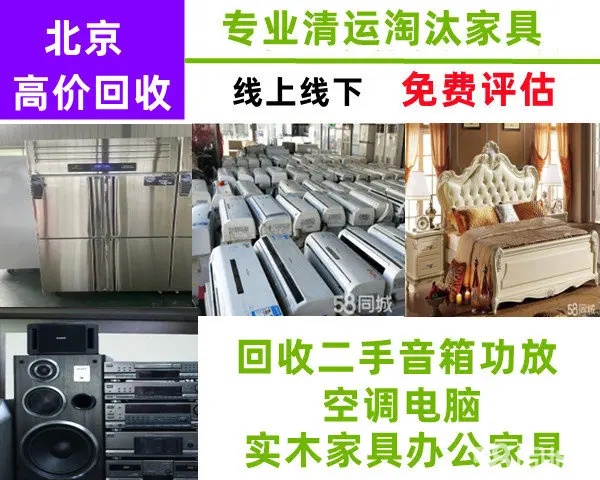 北京
高价回收
专业清运淘汰家具
线上线下 免费评估
58同城
58同城
回收二手音箱功放
空调电脑
实木家具办公家具